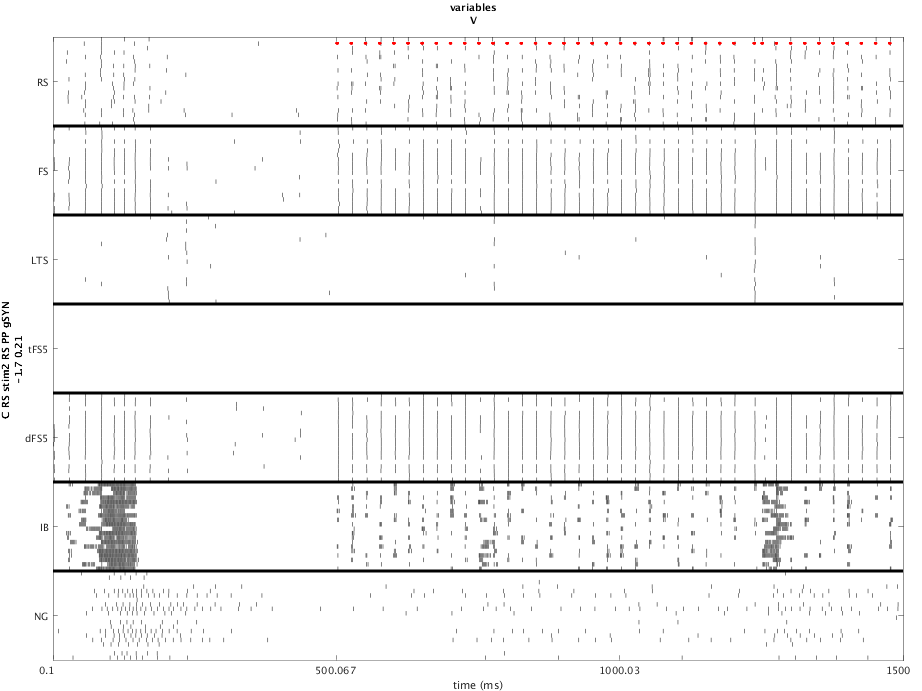 variables
V
RS
FS
LTS
tFS5
dFS5
IB
NG
C RS stim2 RS PP gSYN
-1.7 0.21
0.1
500.067
1000.03
1500
time (ms)